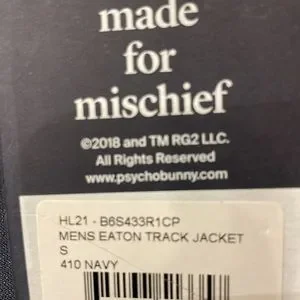 made
for
mischief
©2018 and TM RG2 LLC.
All Rights Reserved
www.psychobunny.com
HL21 - B6S433R1CP
MENS EATON TRACK JACKET
S
410 NAVY